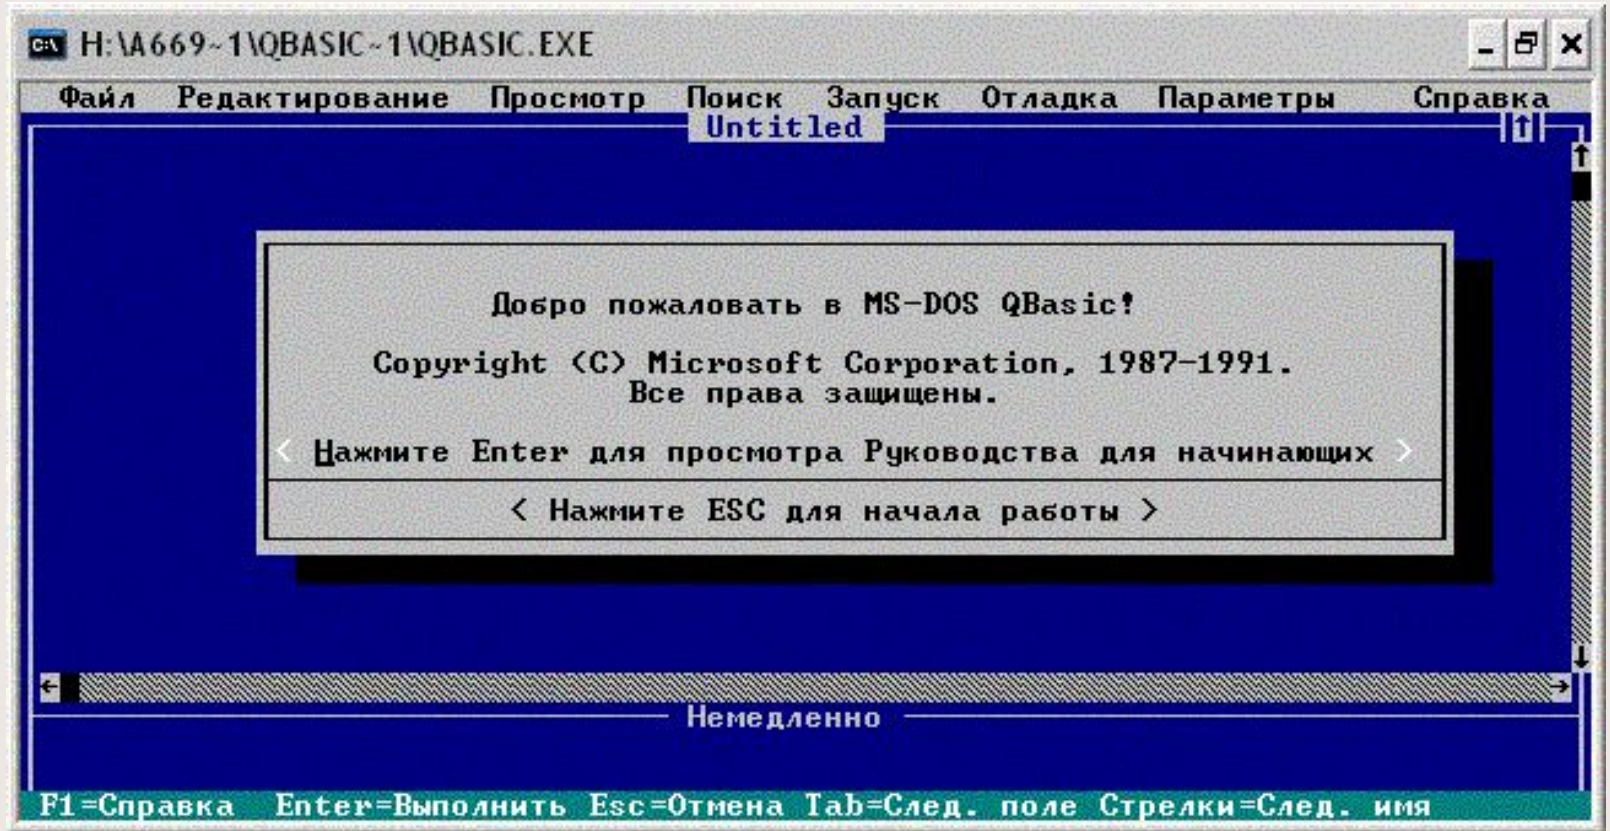 H:\A669~1\QBASIC~1\QBASIC.EXE
Файл Редактирование Просмотр Поиск Запуск Отладка Параметры Справка
Untitled
Добро пожаловать в MS-DOS QBasic!
Copyright (C) Microsoft Corporation, 1987-1991.
Все права защищены.
< Нажмите Enter для просмотра Руководства для начинающих >
< Нажмите ESC для начала работы >
Немедленно
F1=Справка Enter=Выполнить Esc=Отмена Tab=След. поле Стрелки=След. имя